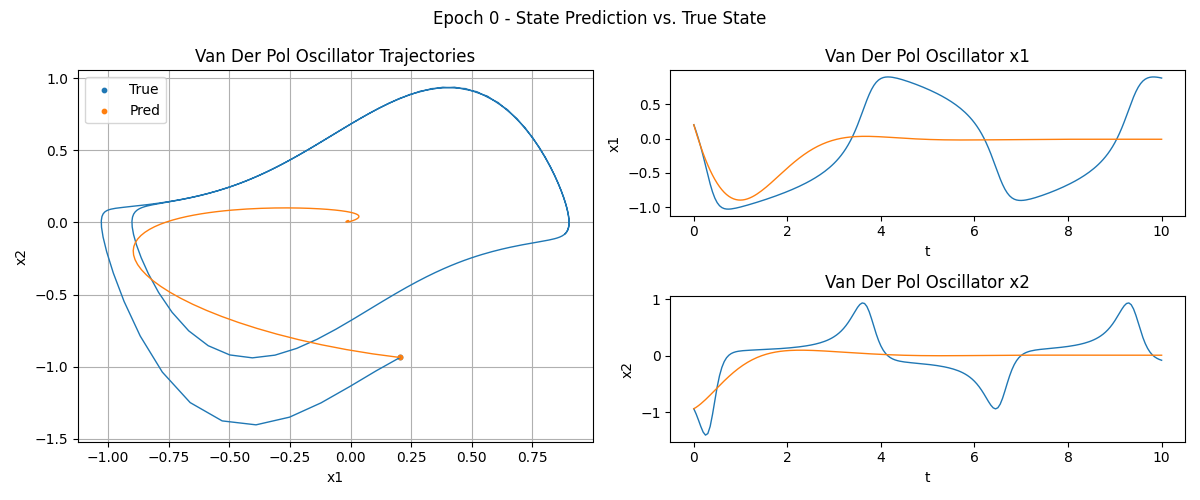 Epoch 0 - State Prediction vs. True State
Van Der Pol Oscillator Trajectories
True
Pred
1.0
0.5
0.0
−0.5
−1.0
−1.5
x2
−1.00
−0.75
−0.50
−0.25
0.00
0.25
0.50
0.75
x1
Van Der Pol Oscillator x1
0.5
0.0
−0.5
−1.0
x1
0
2
4
6
8
10
t
Van Der Pol Oscillator x2
1
0
−1
x2
0
2
4
6
8
10
t